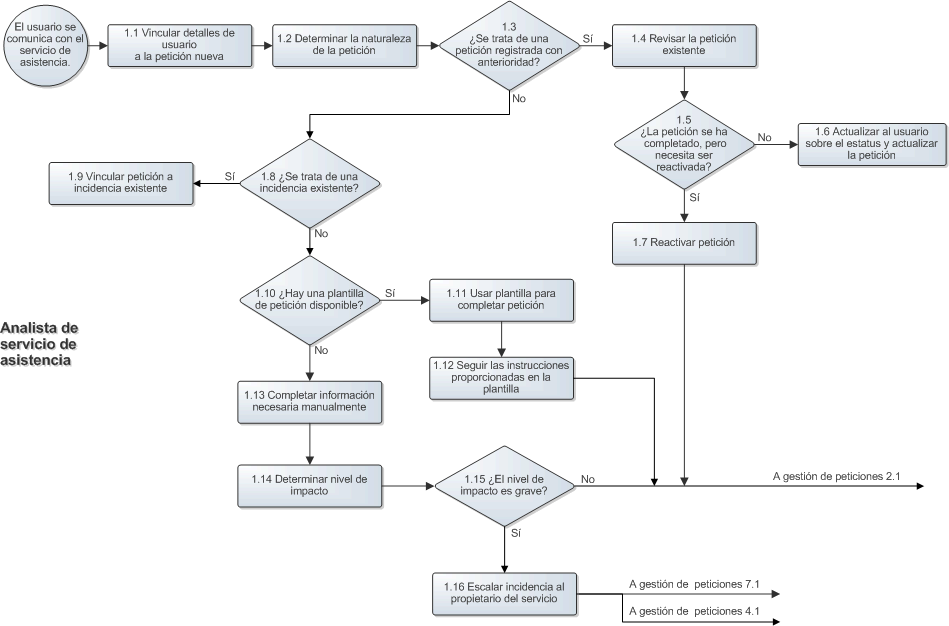 El usuario se
comunica con el
servicio de
asistencia.
1.1 Vincular detalles de
usuario
a la petición nueva
1.2 Determinar la naturaleza
de la petición
1.3
¿Se trata de una
petición registrada con
anterioridad?
Sí
No
1.4 Revisar la petición
existente
1.5
¿La petición se ha
completado, pero
necesita ser
reactivada?
No
Sí
1.6 Actualizar al usuario
sobre el estatus y actualizar
la petición
1.7 Reactivar petición
1.8 ¿Se trata de una
incidencia existente?
Sí
No
1.9 Vincular petición a
incidencia existente
1.10 ¿Hay una plantilla
de petición disponible?
Sí
No
1.11 Usar plantilla para
completar petición
1.12 Seguir las instrucciones
proporcionadas en la
plantilla
Analista de
servicio de
asistencia
1.13 Completar información
necesaria manualmente
1.14 Determinar nivel de
impacto
1.15 ¿El nivel de
impacto es grave?
No
Sí
A gestión de peticiones 2.1
1.16 Escalar incidencia al
propietario del servicio
A gestión de peticiones 7.1
A gestión de peticiones 4.1